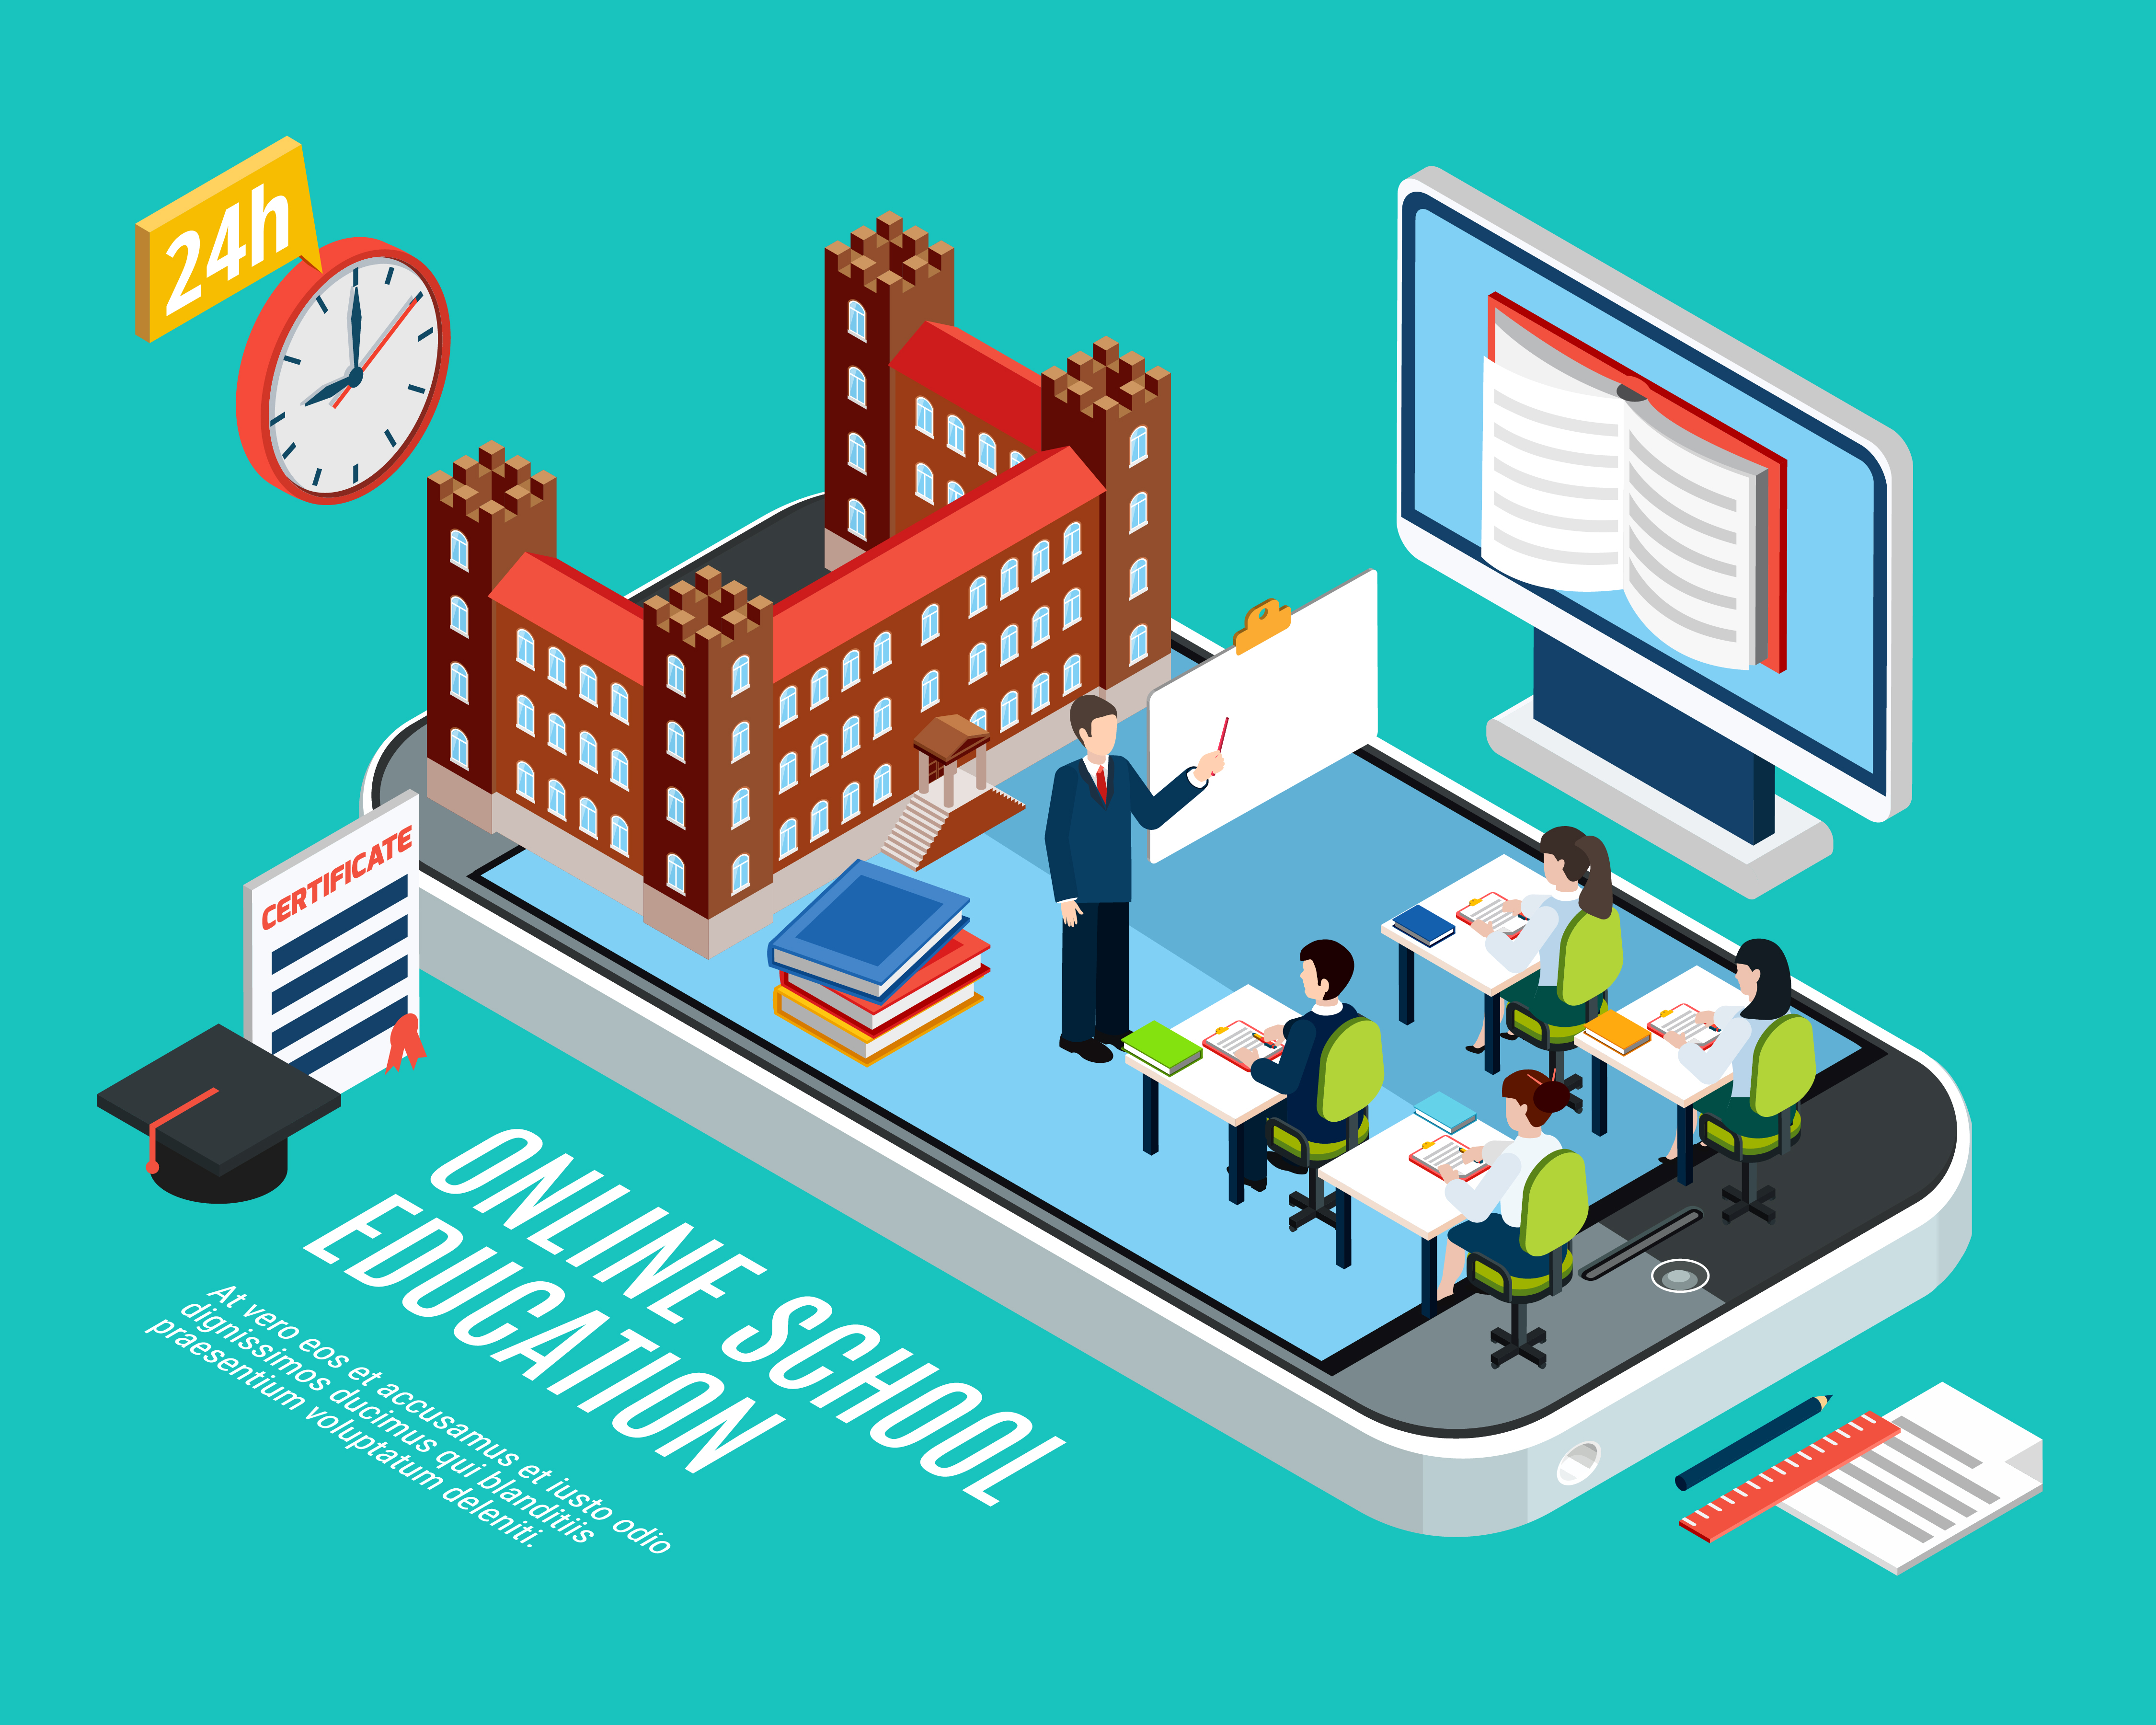 24h
CERTIFICATE
ONLINE SCHOOL
EDUCATION
At vero eos et accusamus et iusto odio
dignissimos ducimus qui blanditiis
praesentium voluptatum deleniti.